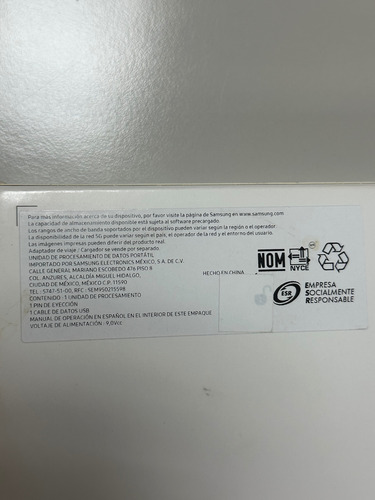 Para más información acerca de su dispositivo, por favor visite la página de Samsung en www.samsung.com
La capacidad de almacenamiento disponible está sujeta al software precargado.
Los rangos de ancho de banda soportados por el dispositivo pueden variar según la región o el operador.
La disponibilidad de la red 5G puede variar según el país, el operador de la red y el entorno del usuario.
Las imágenes impresas pueden diferir del producto real.
Adaptador de viaje / Cargador se vende por separado.
UNIDAD DE PROCESAMIENTO DE DATOS PORTÁTIL
IMPORTADO POR SAMSUNG ELECTRONICS MÉXICO, S.A. DE C.V.
CALLE GENERAL MARIANO ESCOBEDO 476 PISO 8
COL. ANZURES, ALCALDÍA MIGUEL HIDALGO,
CIUDAD DE MÉXICO, MÉXICO C.P. 11590
TEL : 5747-51-00, RFC : SEM950215S98
CONTENIDO : 1 UNIDAD DE PROCESAMIENTO
1 PIN DE EYECCIÓN
1 CABLE DE DATOS USB
MANUAL DE OPERACIÓN EN ESPAÑOL EN EL INTERIOR DE ESTE EMPAQUE
VOLTAJE DE ALIMENTACIÓN : 9,0Vcc
HECHO EN CHINA
NOM
NYCE
ESR
EMPRESA
SOCIALMENTE
RESPONSABLE